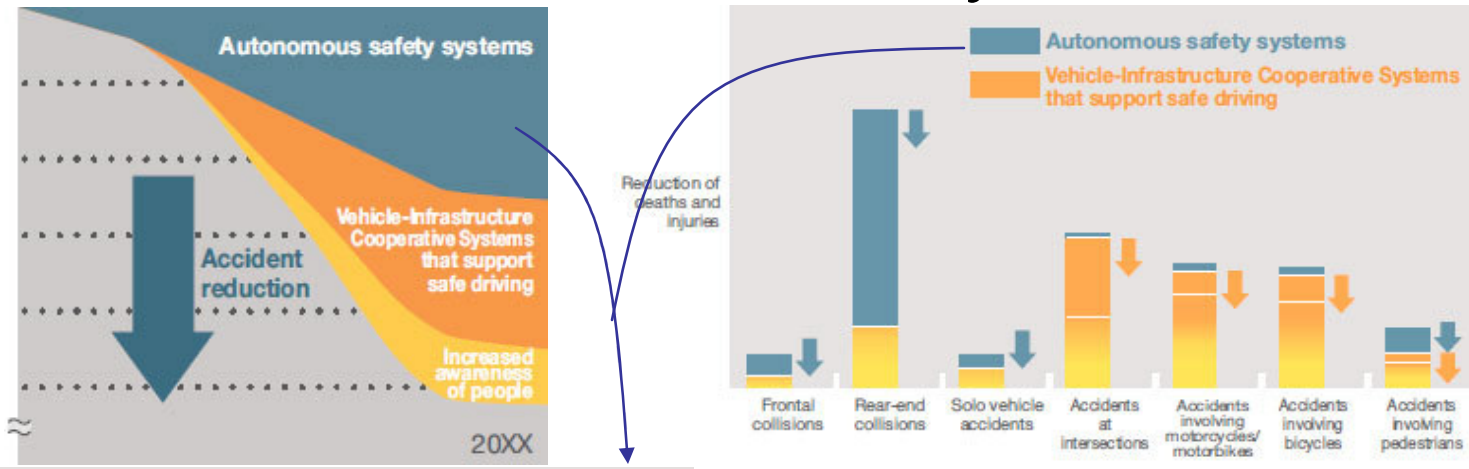 Autonomous safety systems
Vehicle-Infrastructure
Cooperative Systems
that support
safe driving
Accident
reduction
Increased
awareness
of people
≈
20XX
Autonomous safety systems
Vehicle-Infrastructure Cooperative Systems
that support safe driving
Reduction of
deaths and
injuries
Frontal
collisions
Rear-end
collisions
Solo vehicle
accidents
Accidents
at
intersections
Accidents
involving
motorcycles/
motorbikes
Accidents
involving
bicycles
Accidents
involving
pedestrians